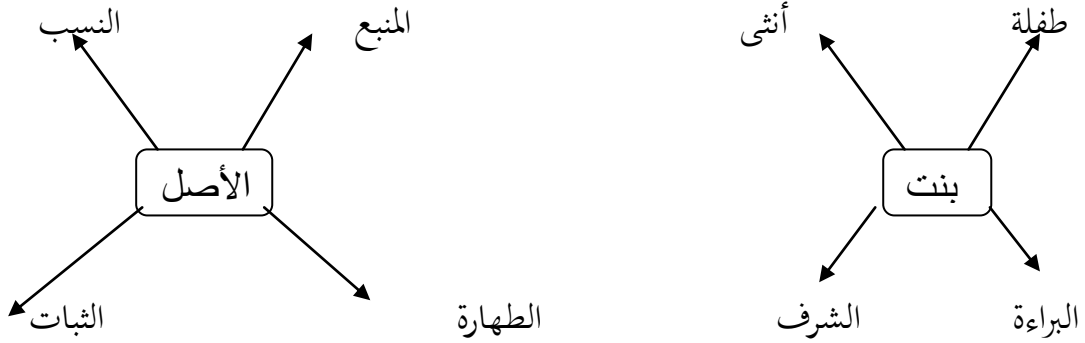 طفلة أنثى المنبع النسب
بنت الأصل
البراءة الشرف الطهارة الثبات